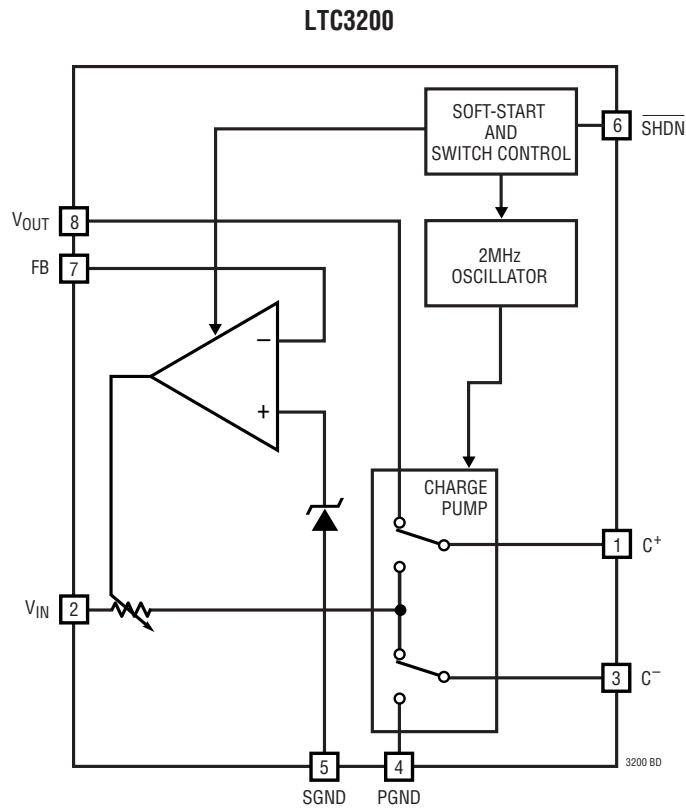 LTC3200
SOFT-START
AND
SWITCH CONTROL
6
SHDN
VOUT
8
FB
7
2MHz
OSCILLATOR
−
+
CHARGE
PUMP
1
C+
VIN
2
3
C−
5
4
3200 BD
SGND
PGND